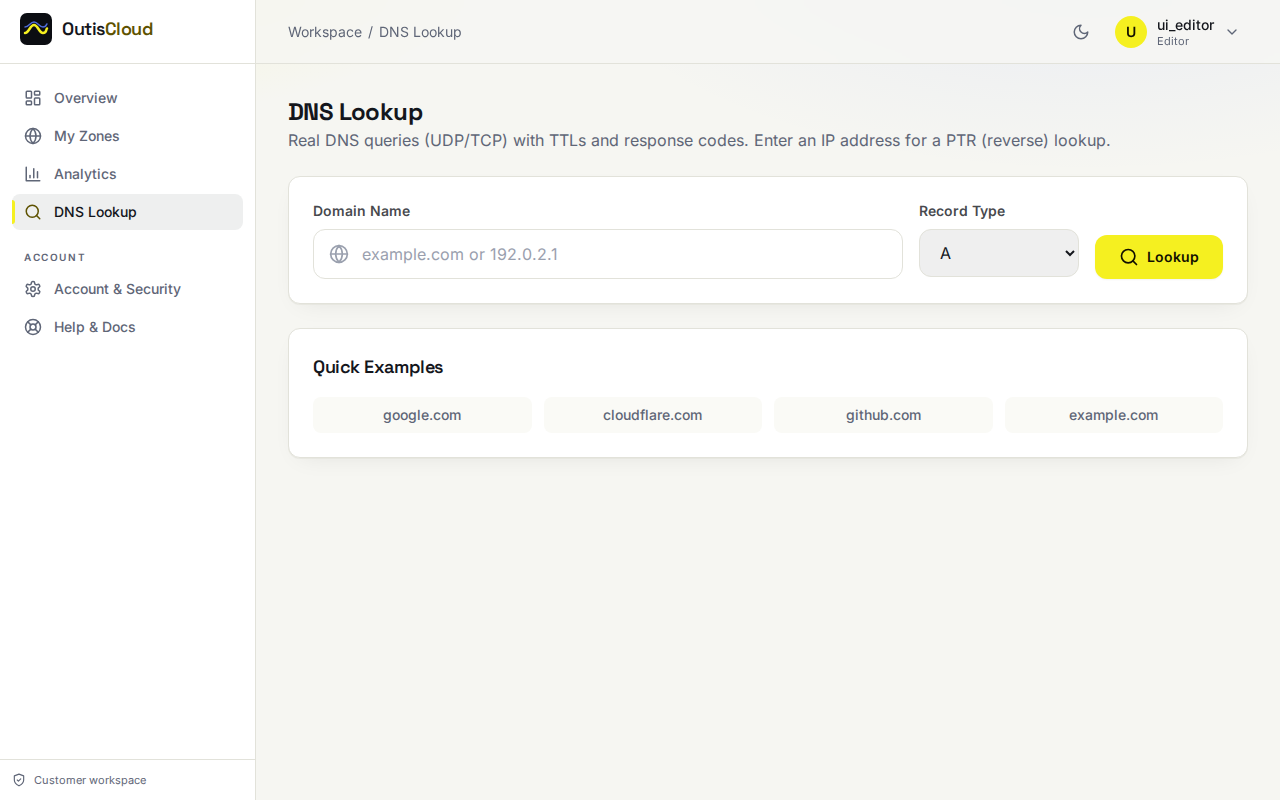 OutisCloud
Workspace / DNS Lookup
U
ui_editor
Editor
Overview
My Zones
Analytics
DNS Lookup
ACCOUNT
Account & Security
Help & Docs
Customer workspace
DNS Lookup
Real DNS queries (UDP/TCP) with TTLs and response codes. Enter an IP address for a PTR (reverse) lookup.
Domain Name
example.com or 192.0.2.1
Record Type
A
Lookup
Quick Examples
google.com
cloudflare.com
github.com
example.com